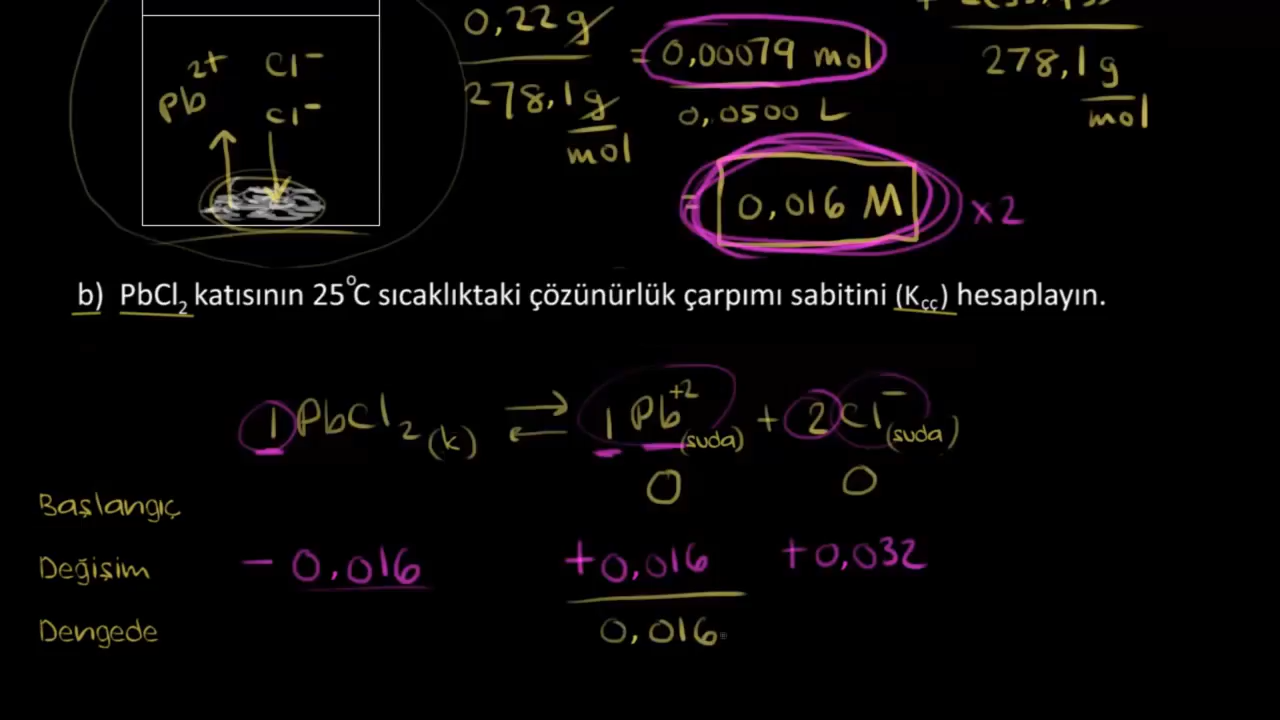 Pb 2+ Cl⁻
Cl⁻
0,22 g
278,1 g
mol
= 0,00079 mol
0,0500 L
= 0,016 M x 2
278,1 g
mol
b) PbCl₂ katısının 25°C sıcaklıktaki çözünürlük çarpımı sabitini (Kçç) hesaplayın.
1 PbCl₂(k) ⇌ 1 Pb⁺²(suda) + 2 Cl⁻(suda)
Başlangıç 0 0
Değişim - 0,016 +0,016 +0,032
Dengede 0,016